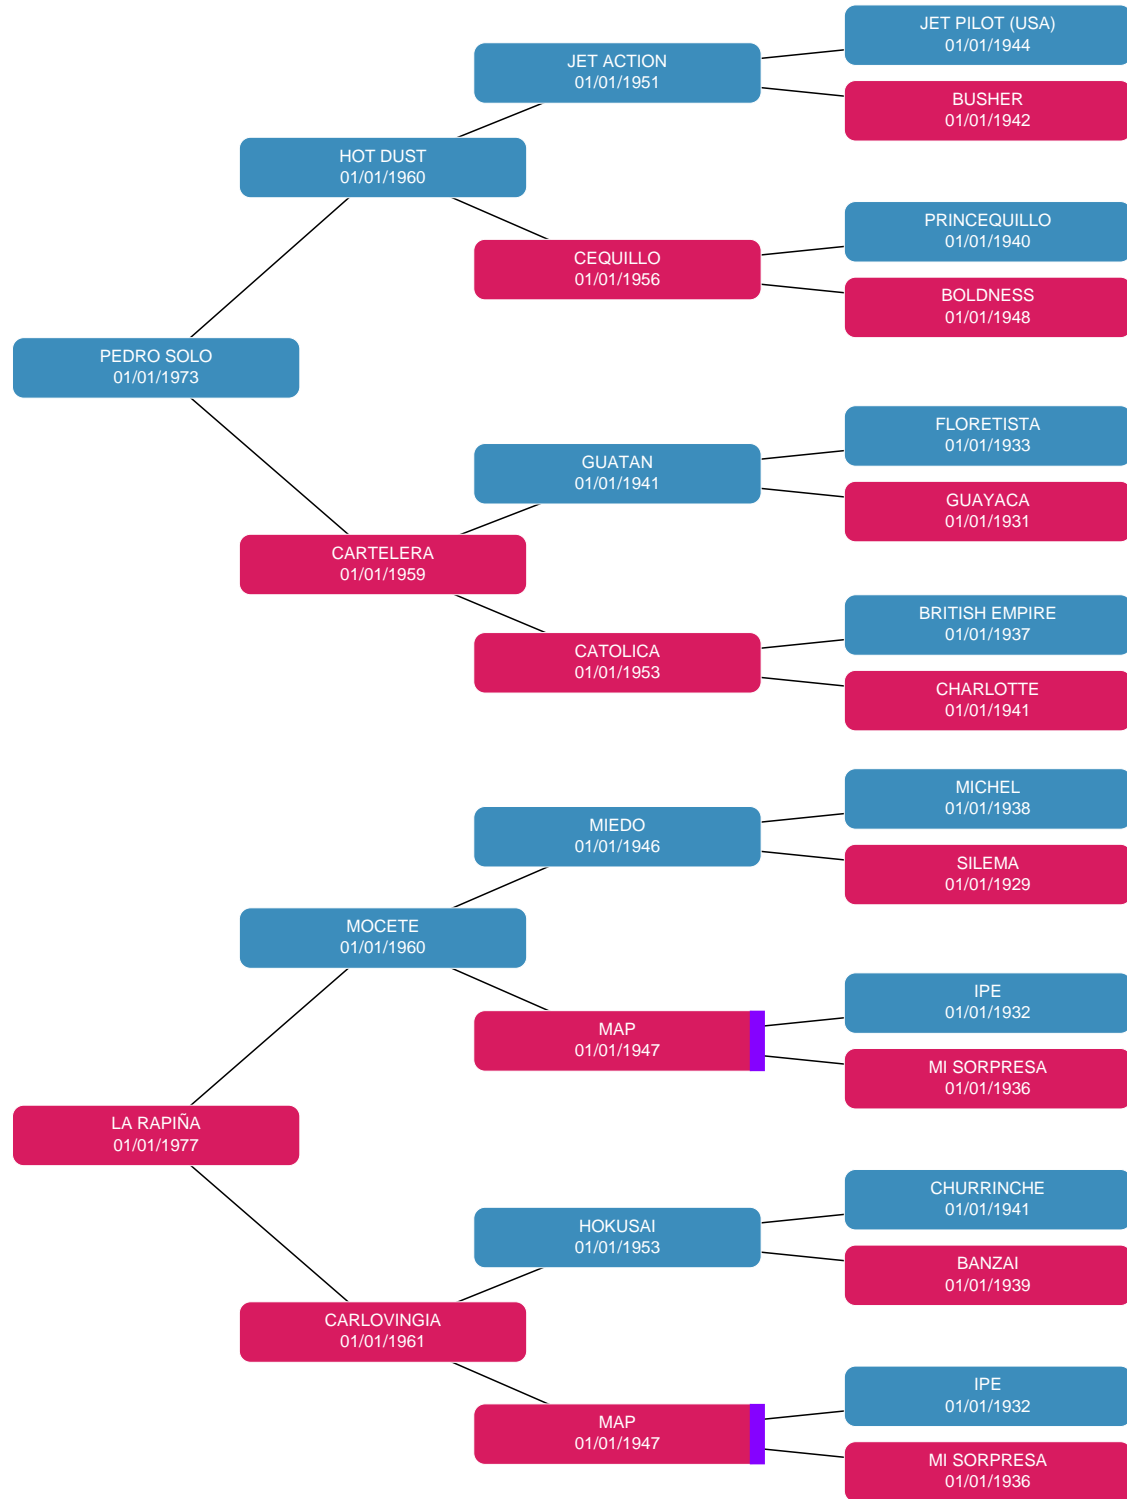 JET PILOT (USA)
01/01/1944
JET ACTION
01/01/1951
BUSHER
01/01/1942
HOT DUST
01/01/1960
PRINCEQUILLO
01/01/1940
CEQUILLO
01/01/1956
BOLDNESS
01/01/1948
PEDRO SOLO
01/01/1973
FLORETISTA
01/01/1933
GUATAN
01/01/1941
GUAYACA
01/01/1931
CARTELERA
01/01/1959
BRITISH EMPIRE
01/01/1937
CATOLICA
01/01/1953
CHARLOTTE
01/01/1941
MICHEL
01/01/1938
MIEDO
01/01/1946
SILEMA
01/01/1929
MOCETE
01/01/1960
IPE
01/01/1932
MAP
01/01/1947
MI SORPRESA
01/01/1936
LA RAPIÑA
01/01/1977
CHURRINCHE
01/01/1941
HOKUSAI
01/01/1953
BANZAI
01/01/1939
CARLOVINGIA
01/01/1961
IPE
01/01/1932
MAP
01/01/1947
MI SORPRESA
01/01/1936